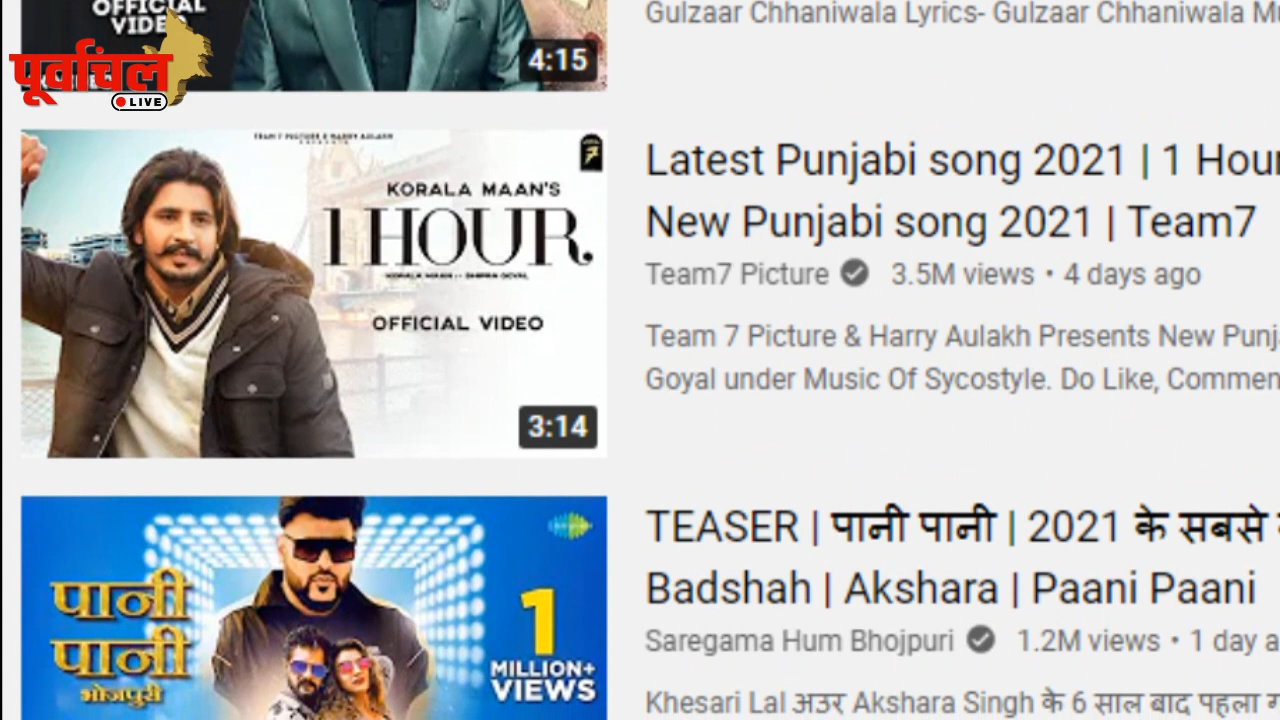 OFFICIAL
VIDEO
4:15
Gulzaar Chhaniwala Lyrics- Gulzaar Chhaniwala
पूर्वांचल
LIVE
TEAM 7 PICTURE & HARRY AULAKH
PRESENTS
7
KORALA MAAN'S
1 HOUR.
KORALA MAAN :- SHIPRA GOYAL
OFFICIAL VIDEO
3:14
Latest Punjabi song 2021 | 1 Hour
New Punjabi song 2021 | Team7
Team7 Picture 3.5M views • 4 days ago
Team 7 Picture & Harry Aulakh Presents New
Goyal under Music Of Sycostyle. Do Like,
पानी
पानी
भोजपुरी
1
MILLION+
VIEWS
TEASER | पानी पानी | 2021 के सबसे
Badshah | Akshara | Paani Paani
Saregama Hum Bhojpuri 1.2M views • 1 day
Khesari Lal अउर Akshara Singh के 6 साल बाद पहला